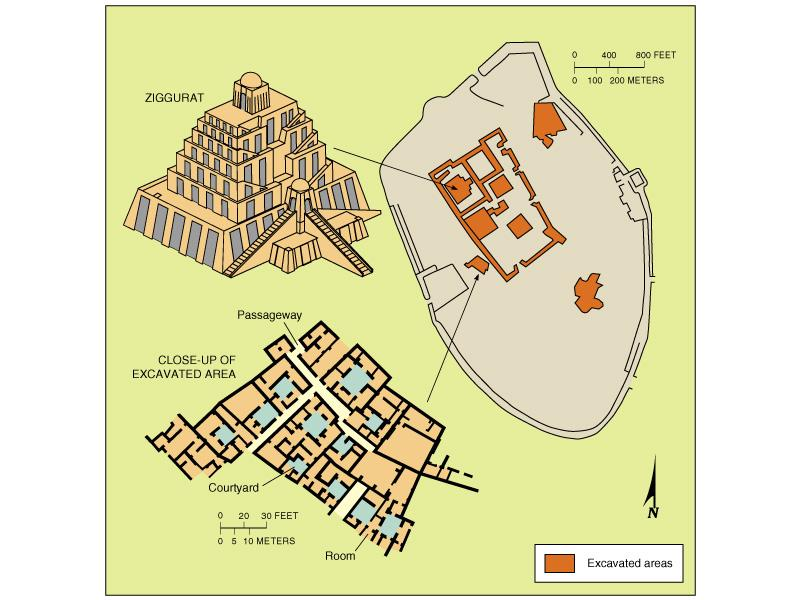 ZIGGURAT
0 400 800 FEET
0 100 200 METERS
Passageway
CLOSE-UP OF
EXCAVATED AREA
Courtyard
0 20 30 FEET
0 5 10 METERS
Room
N
Excavated areas